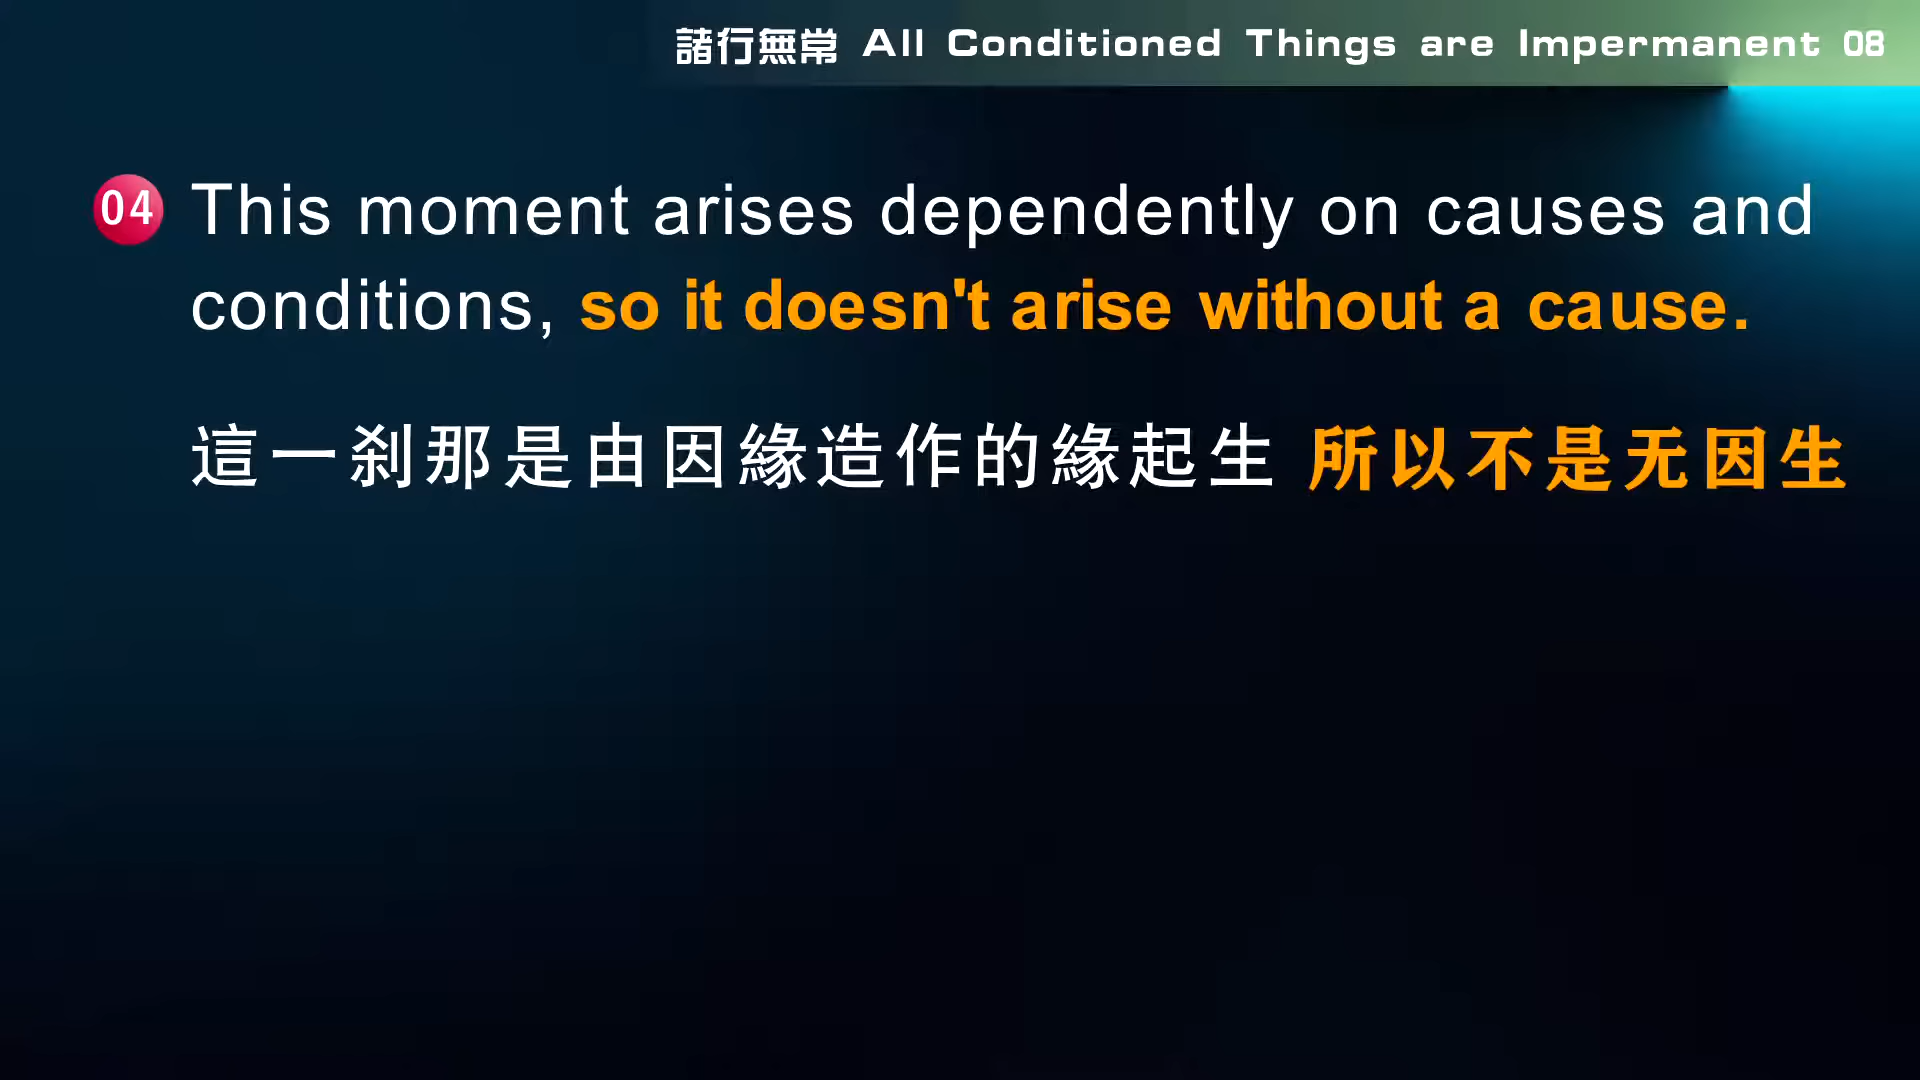 諸行無常 All Conditioned Things are Impermanent 08
04 This moment arises dependently on causes and
conditions, so it doesn't arise without a cause.
這一剎那是由因緣造作的緣起生 所以不是无因生